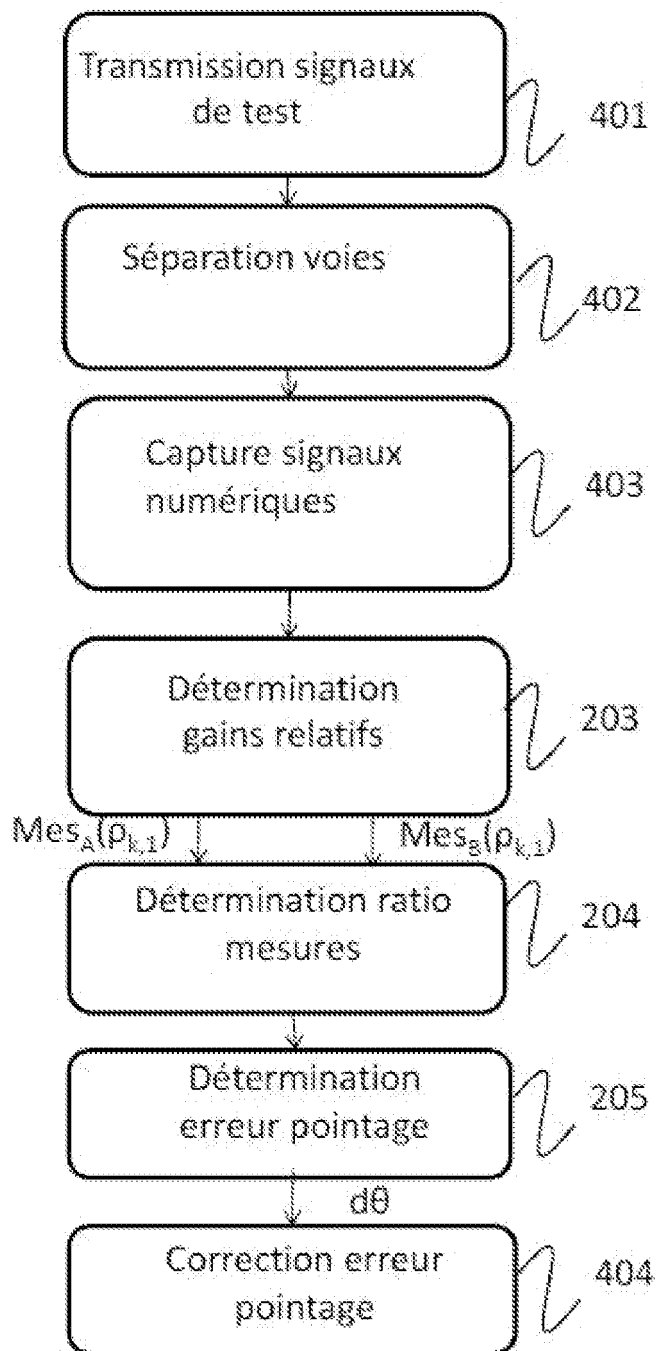 Transmission signaux
de test
401
Séparation voies
402
Capture signaux
numériques
403
Détermination
gains relatifs
203
Mes_A(ρ_k,1)
Mes_B(ρ_k,1)
Détermination ratio
mesures
204
Détermination
erreur pointage
205
dθ
Correction erreur
pointage
404